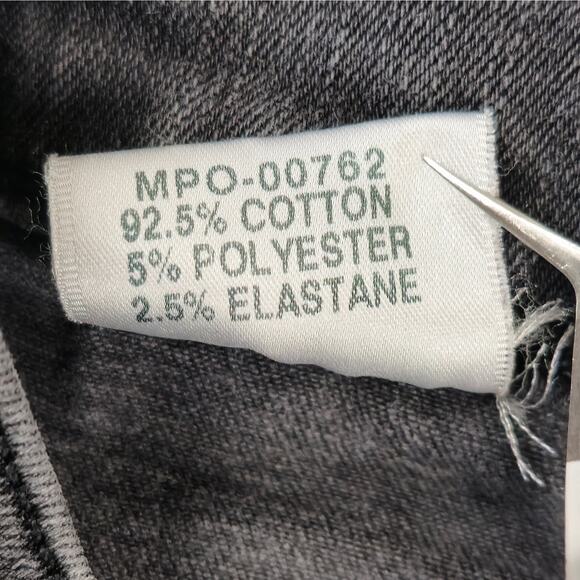 MPO-00762
92.5% COTTON
5% POLYESTER
2.5% ELASTANE